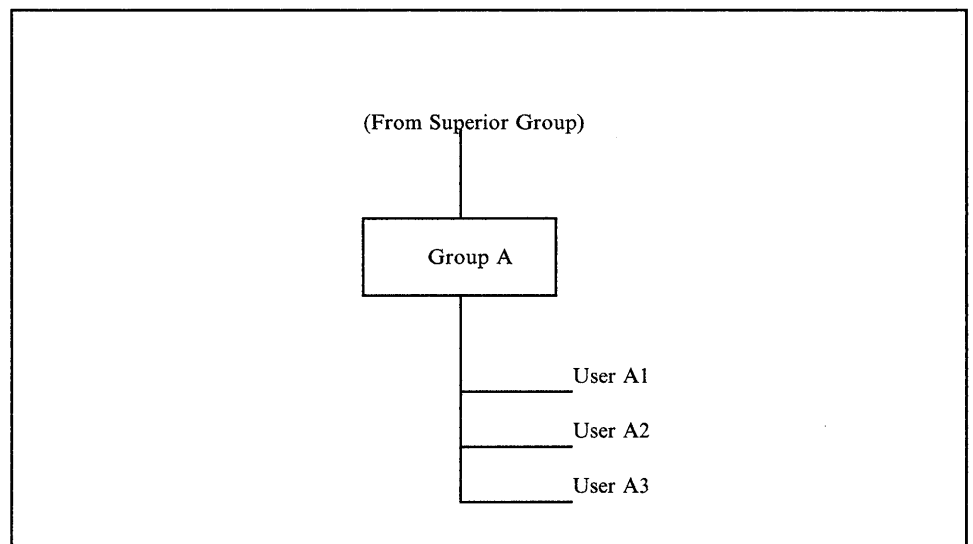 (From Superior Group)
Group A
User A1
User A2
User A3